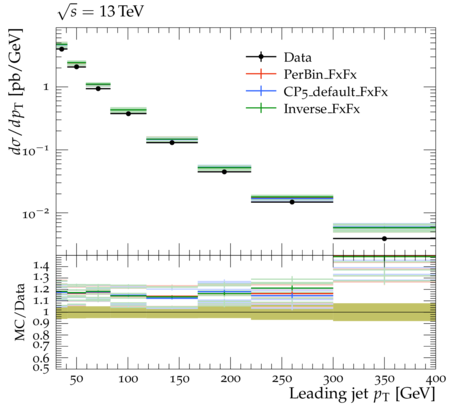 √s = 13 TeV
dσ/dp_T [pb/GeV]
1
10⁻¹
10⁻²
Data
PerBin_FxFx
CP5_default_FxFx
Inverse_FxFx
MC/Data
1.4
1.3
1.2
1.1
1
0.9
0.8
0.7
0.6
0.5
50 100 150 200 250 300 350 400
Leading jet p_T [GeV]